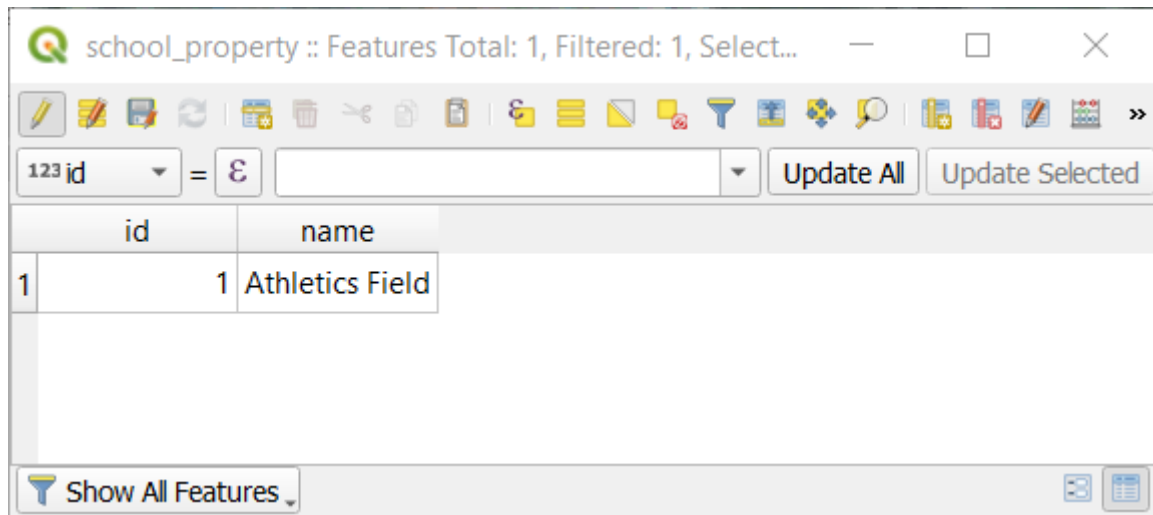 school_property :: Features Total: 1, Filtered: 1, Select...
»
123 id = ε Update All Update Selected
id name
1 1 Athletics Field
Show All Features